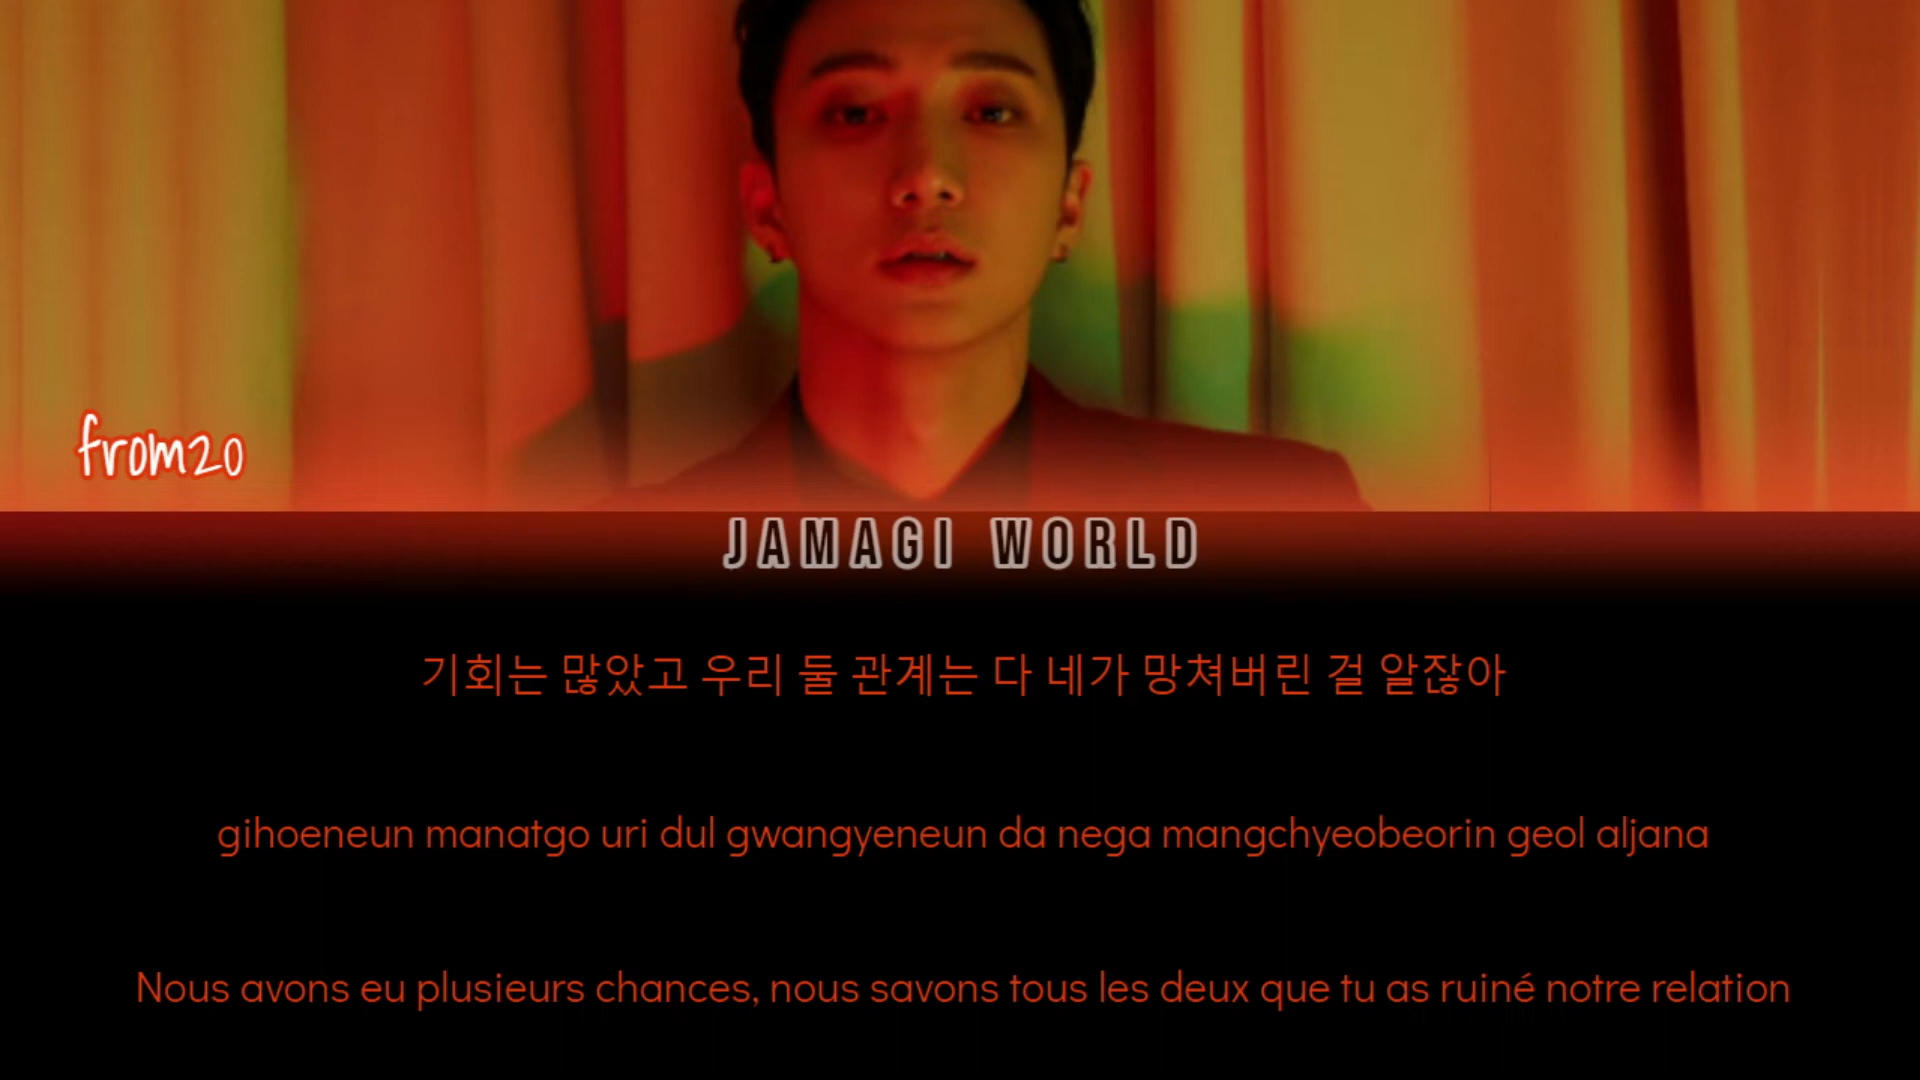 from20
JAMAGI WORLD
기회는 많았고 우리 둘 관계는 다 네가 망쳐버린 걸 알잖아
gihoeneun manatgo uri dul gwangyeneun da nega mangchyeobeorin geol aljana
Nous avons eu plusieurs chances, nous savons tous les deux que tu as ruiné notre relation